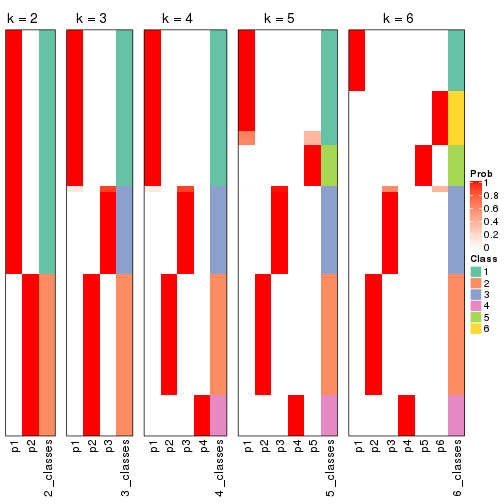 k = 2
k = 3
k = 4
k = 5
k = 6
Prob
1
0.8
0.6
0.4
0.2
0
Class
1
2
3
4
5
6
p1
p2
2_classes
p1
p2
p3
3_classes
p1
p2
p3
p4
4_classes
p1
p2
p3
p4
p5
5_classes
p1
p2
p3
p4
p5
p6
6_classes